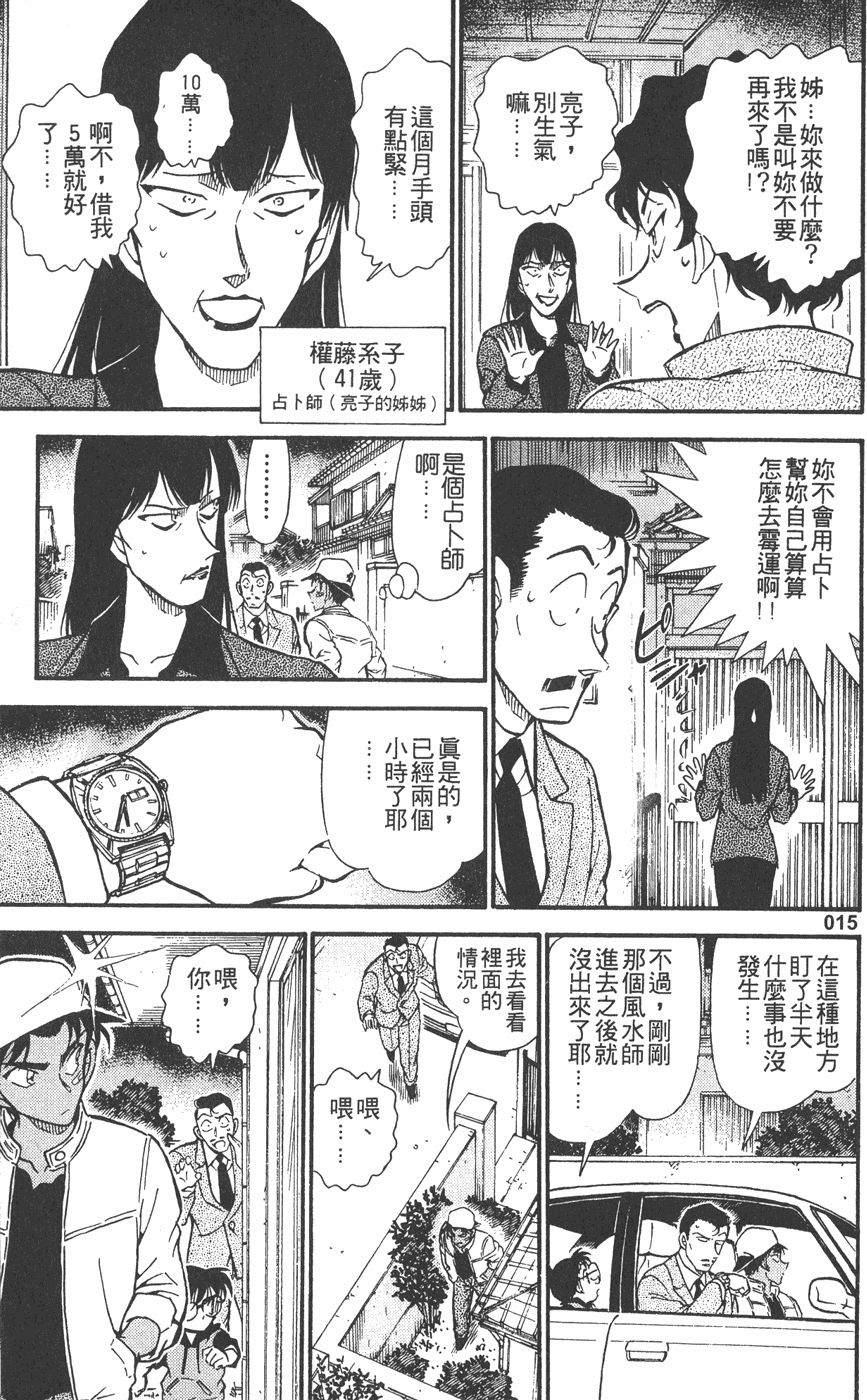 姊…妳來做什麼？
我不是叫妳不要
再來了嗎？！
亮子，
別生氣
嘛……
這個月手頭
有點緊……
10
萬……
啊不，借我
5萬就好
了……
權藤系子
（41歲）
占卜師（亮子的姊姊）
妳不會用占卜
幫妳自己算算
怎麼去霉運啊！！
ピッ
是個占卜師
啊……
………
真是的，
已經兩個
小時了耶
……
015
在這種地方
盯了半天
什麼事也沒
發生……
不過，剛剛
那個風水師
進去之後就
沒出來了耶……
我去看看
裡面的
情況。
喂、
喂……
喂，
你……